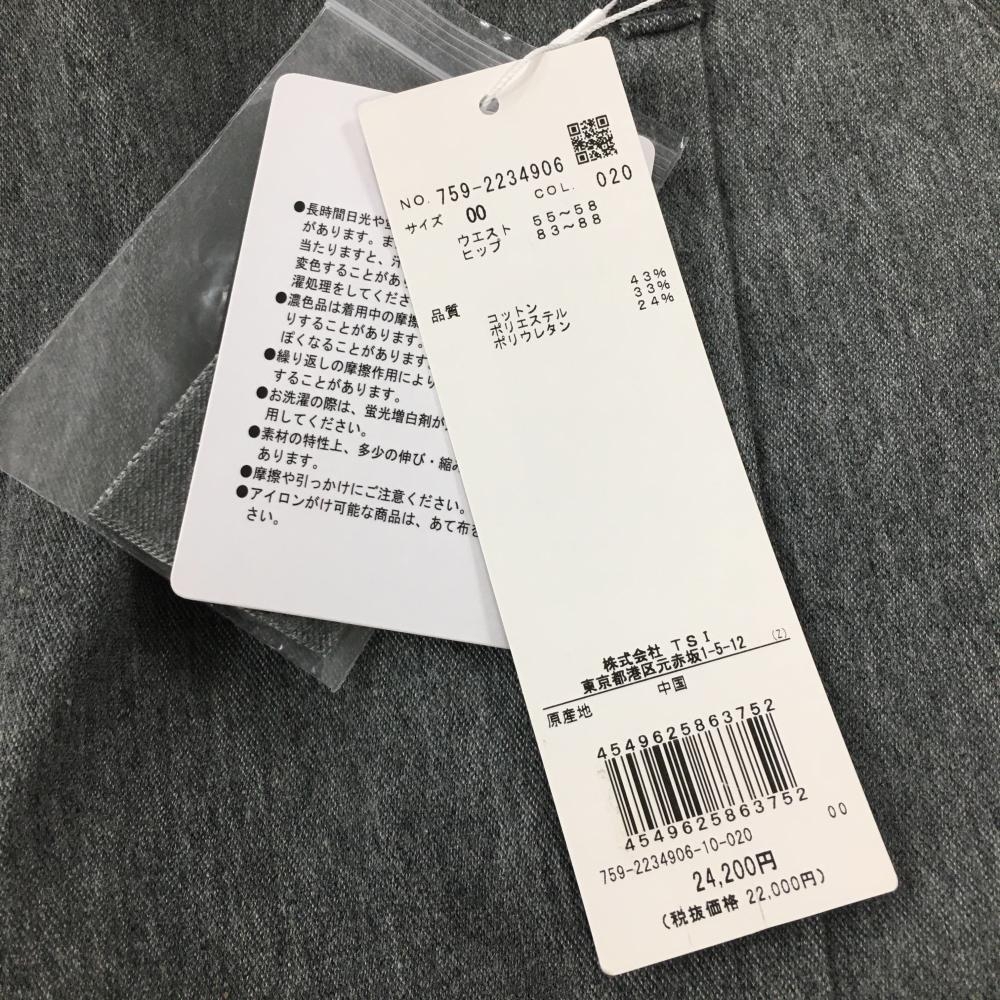 NO. 759-2234906
サイズ 00 COL. 020
ウエスト 55～58
ヒップ 83～88
品質 コットン 43%
ポリエステル 33%
ポリウレタン 24%
株式会社 TSI (Z)
東京都港区元赤坂1-5-12
原産地 中国
4549625863752
4549625863752
759-2234906-10-020 00
24,200円
(税抜価格 22,000円)
●長時間日光や
があります。ま
当たりますと、汗
変色することがあ
濯処理をしてくださ
●濃色品は着用中の摩擦
りすることがあります。
ぽくなることがあります
●繰り返しの摩擦作用により
することがあります。
●お洗濯の際は、蛍光増白剤が
用してください。
●素材の特性上、多少の伸び・縮み
あります。
●摩擦や引っかけにご注意ください。
●アイロンがけ可能な商品は、あて布を
さい。